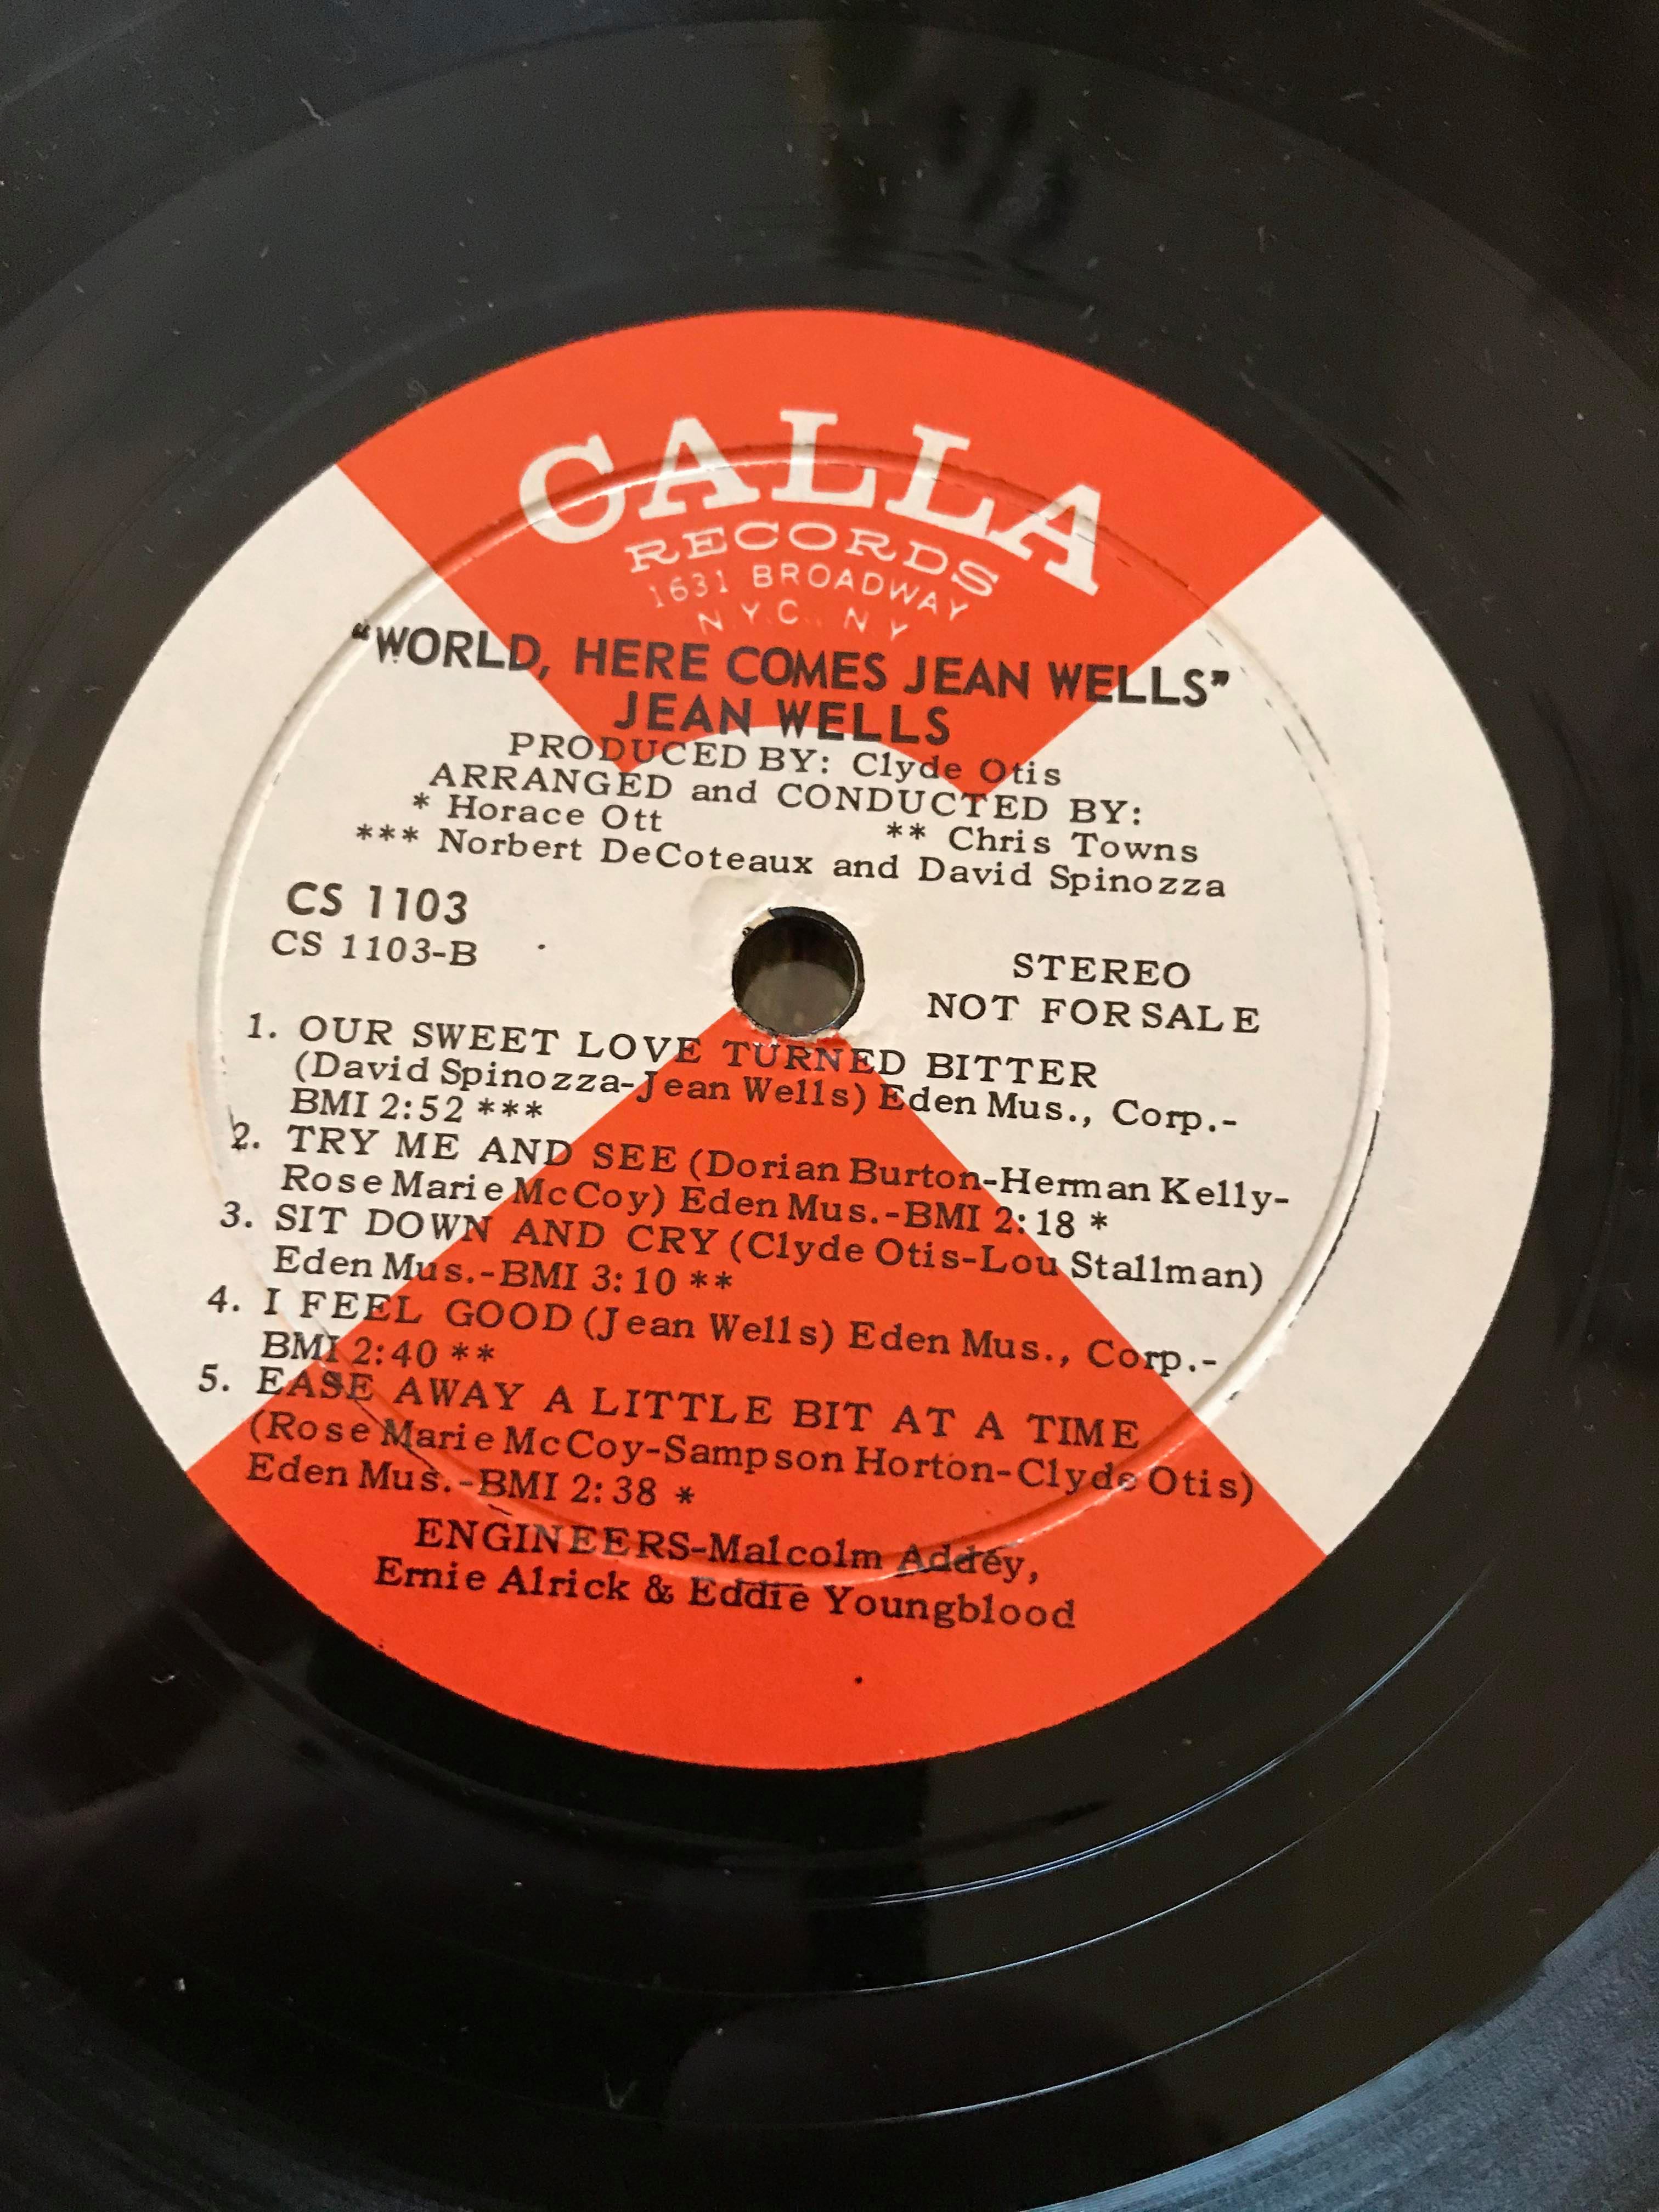 CALLA
RECORDS
1631 BROADWAY
N.Y.C., N.Y
“WORLD, HERE COMES JEAN WELLS”
JEAN WELLS
PRODUCED BY: Clyde Otis
ARRANGED and CONDUCTED BY:
* Horace Ott ** Chris Towns
*** Norbert DeCoteaux and David Spinozza
CS 1103
CS 1103-B
STEREO
NOT FOR SALE
1. OUR SWEET LOVE TURNED BITTER
(David Spinozza-Jean Wells) Eden Mus., Corp.-
BMI 2:52 ***
2. TRY ME AND SEE (Dorian Burton-Herman Kelly-
Rose Marie McCoy) Eden Mus.-BMI 2:18 *
3. SIT DOWN AND CRY (Clyde Otis-Lou Stallman)
Eden Mus.-BMI 3:10 **
4. I FEEL GOOD (Jean Wells) Eden Mus., Corp.-
BMI 2:40 **
5. EASE AWAY A LITTLE BIT AT A TIME
(Rose Marie McCoy-Sampson Horton-Clyde Otis)
Eden Mus.-BMI 2:38 *
ENGINEERS-Malcolm Addey,
Ernie Alrick & Eddie Youngblood